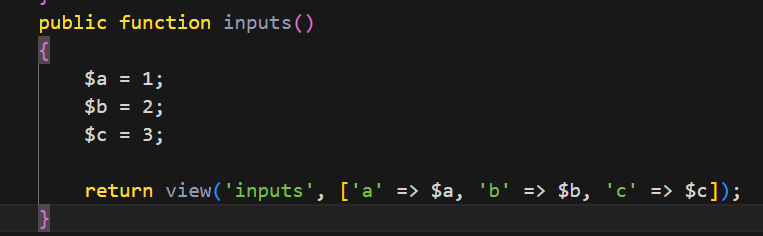 }
public function inputs()
{
    $a = 1;
    $b = 2;
    $c = 3;

    return view('inputs', ['a' => $a, 'b' => $b, 'c' => $c]);
}